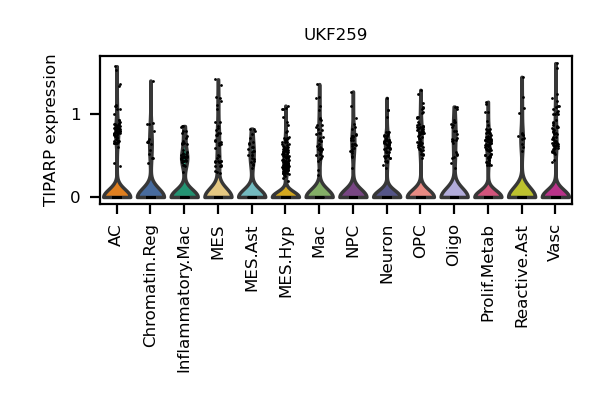 UKF259
TIPARP expression
1
0
AC
Chromatin.Reg
Inflammatory.Mac
MES
MES.Ast
MES.Hyp
Mac
NPC
Neuron
OPC
Oligo
Prolif.Metab
Reactive.Ast
Vasc